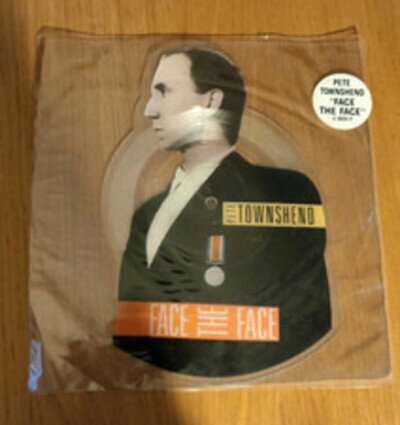 PETE
TOWNSHEND
"FACE
THE FACE"
PETE TOWNSHEND
FACE THE FACE